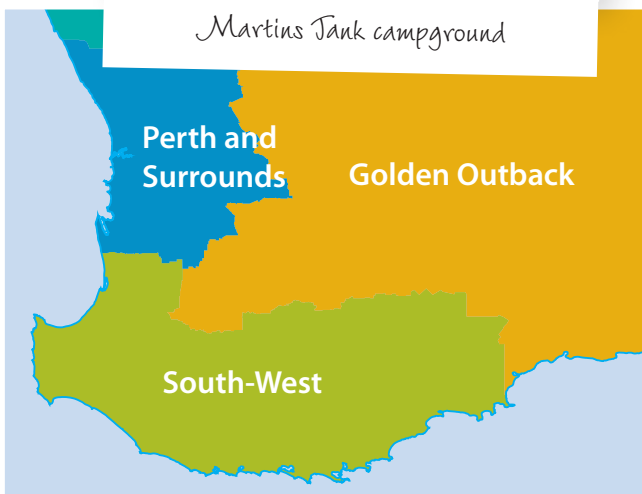 Martins Tank campground
Perth and
Surrounds
Golden Outback
South-West